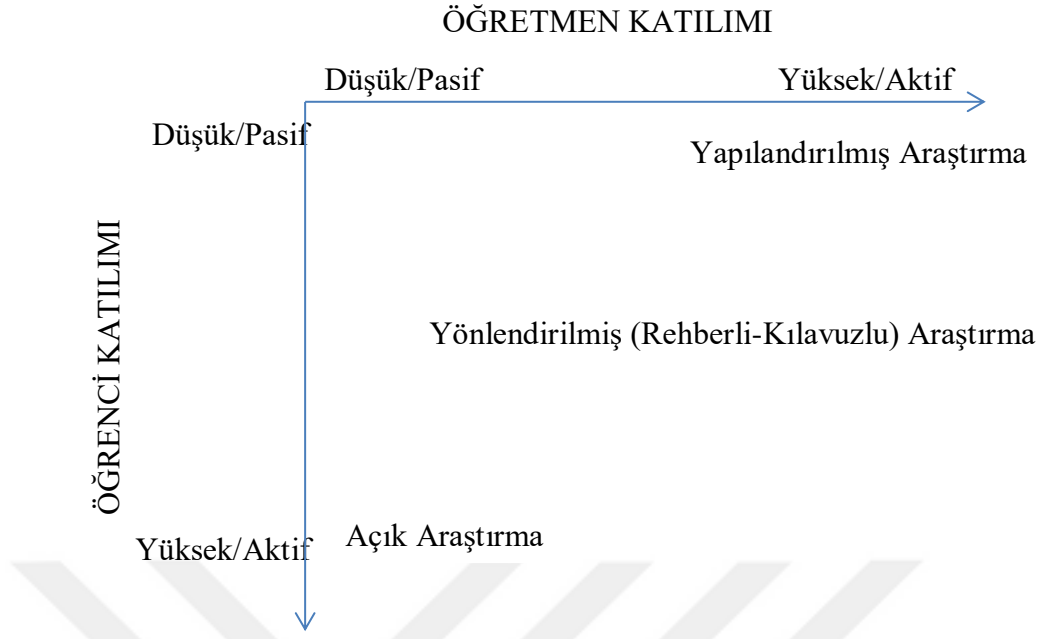 ÖĞRETMEN KATILIMI
Düşük/Pasif
Yüksek/Aktif
Düşük/Pasif
Yapılandırılmış Araştırma
ÖĞRENCİ KATILIMI
Yönlendirilmiş (Rehberli-Kılavuzlu) Araştırma
Yüksek/Aktif
Açık Araştırma